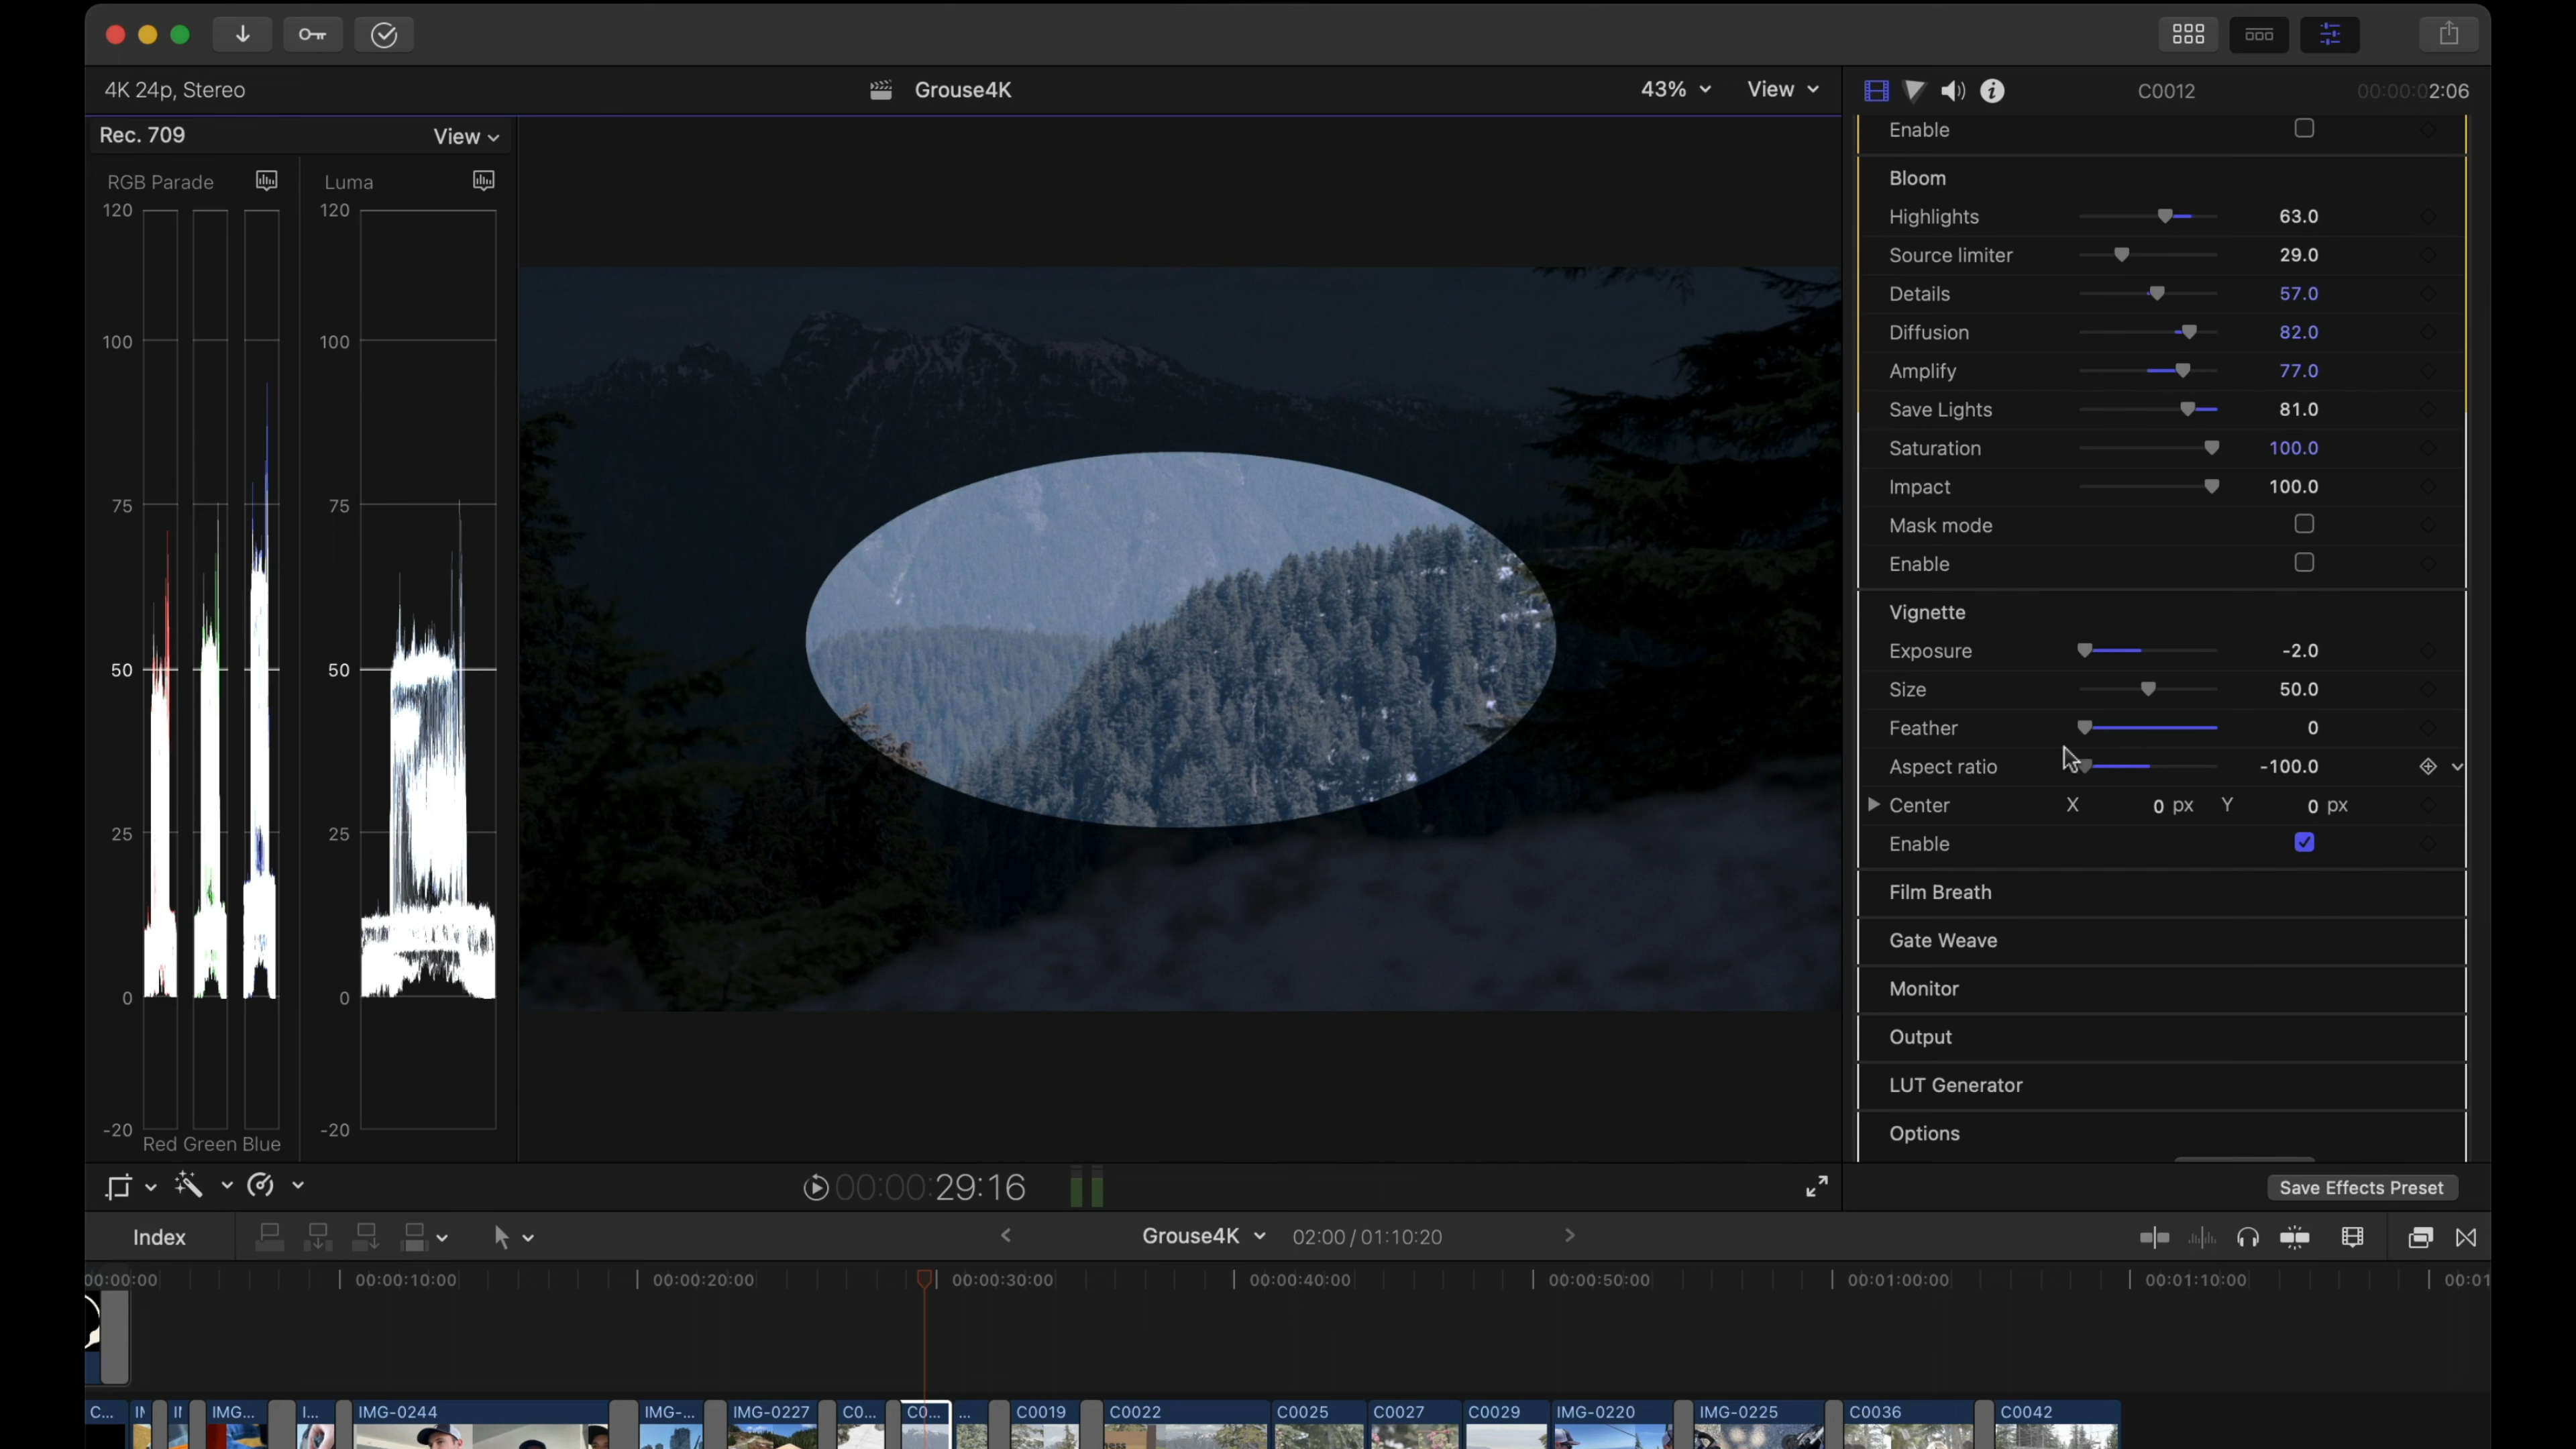 4K 24p, Stereo
Grouse4K
43%
View
C0012
00:00:02:06
Rec. 709
View
RGB Parade
Luma
120
100
75
50
25
0
-20
Red Green Blue
120
100
75
50
25
0
-20
Enable
Bloom
Highlights 63.0
Source limiter 29.0
Details 57.0
Diffusion 82.0
Amplify 77.0
Save Lights 81.0
Saturation 100.0
Impact 100.0
Mask mode
Enable
Vignette
Exposure -2.0
Size 50.0
Feather 0
Aspect ratio -100.0
Center X 0 px Y 0 px
Enable
Film Breath
Gate Weave
Monitor
Output
LUT Generator
Options
00:00:00:29:16
Save Effects Preset
Index
Grouse4K
02:00 / 01:10:20
00:00:00 00:00:10:00 00:00:20:00 00:00:30:00 00:00:40:00 00:00:50:00 00:01:00:00 00:01:10:00 00:01
C... IMG... I... IMG-0244 IMG-... IMG-0227 C0... C0... ... C0019 C0022 C0025 C0027 C0029 IMG-0220 IMG-0225 C0036 C0042